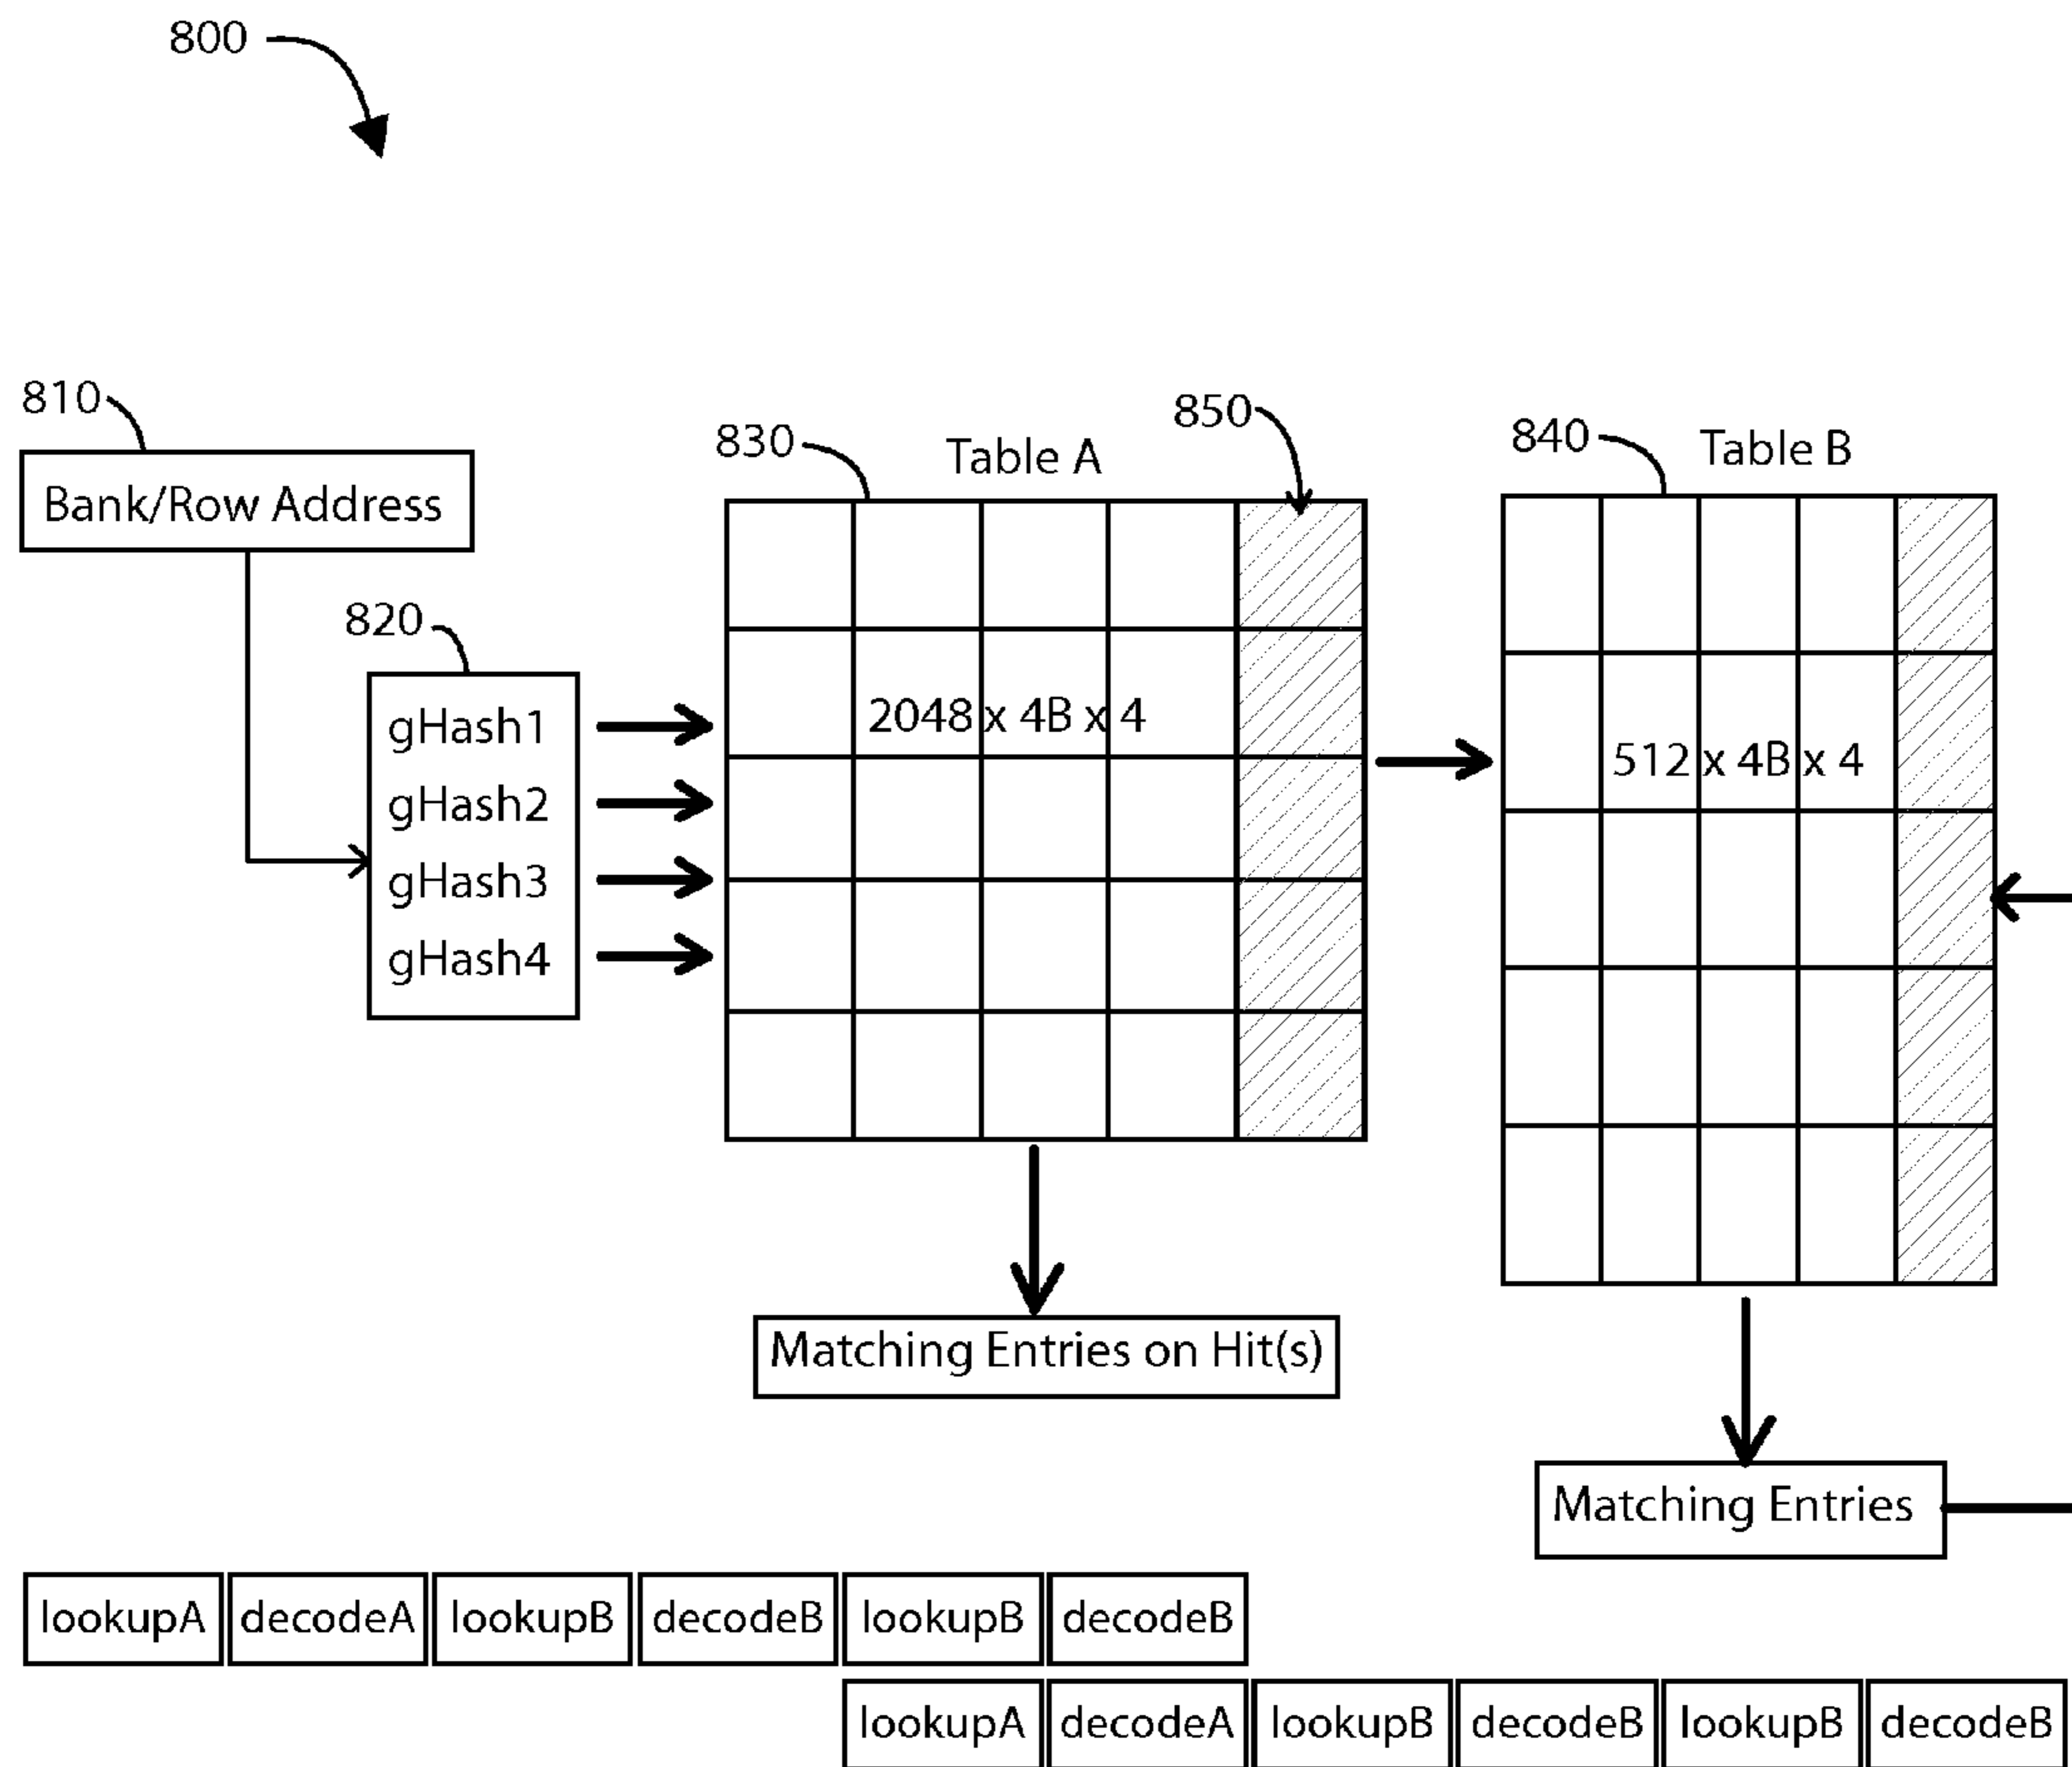 800
810
Bank/Row Address
820
gHash1
gHash2
gHash3
gHash4
830
Table A
850
2048 x 4B x 4
840
Table B
512 x 4B x 4
Matching Entries on Hit(s)
Matching Entries
lookupA decodeA lookupB decodeB lookupB decodeB
lookupA decodeA lookupB decodeB lookupB decodeB